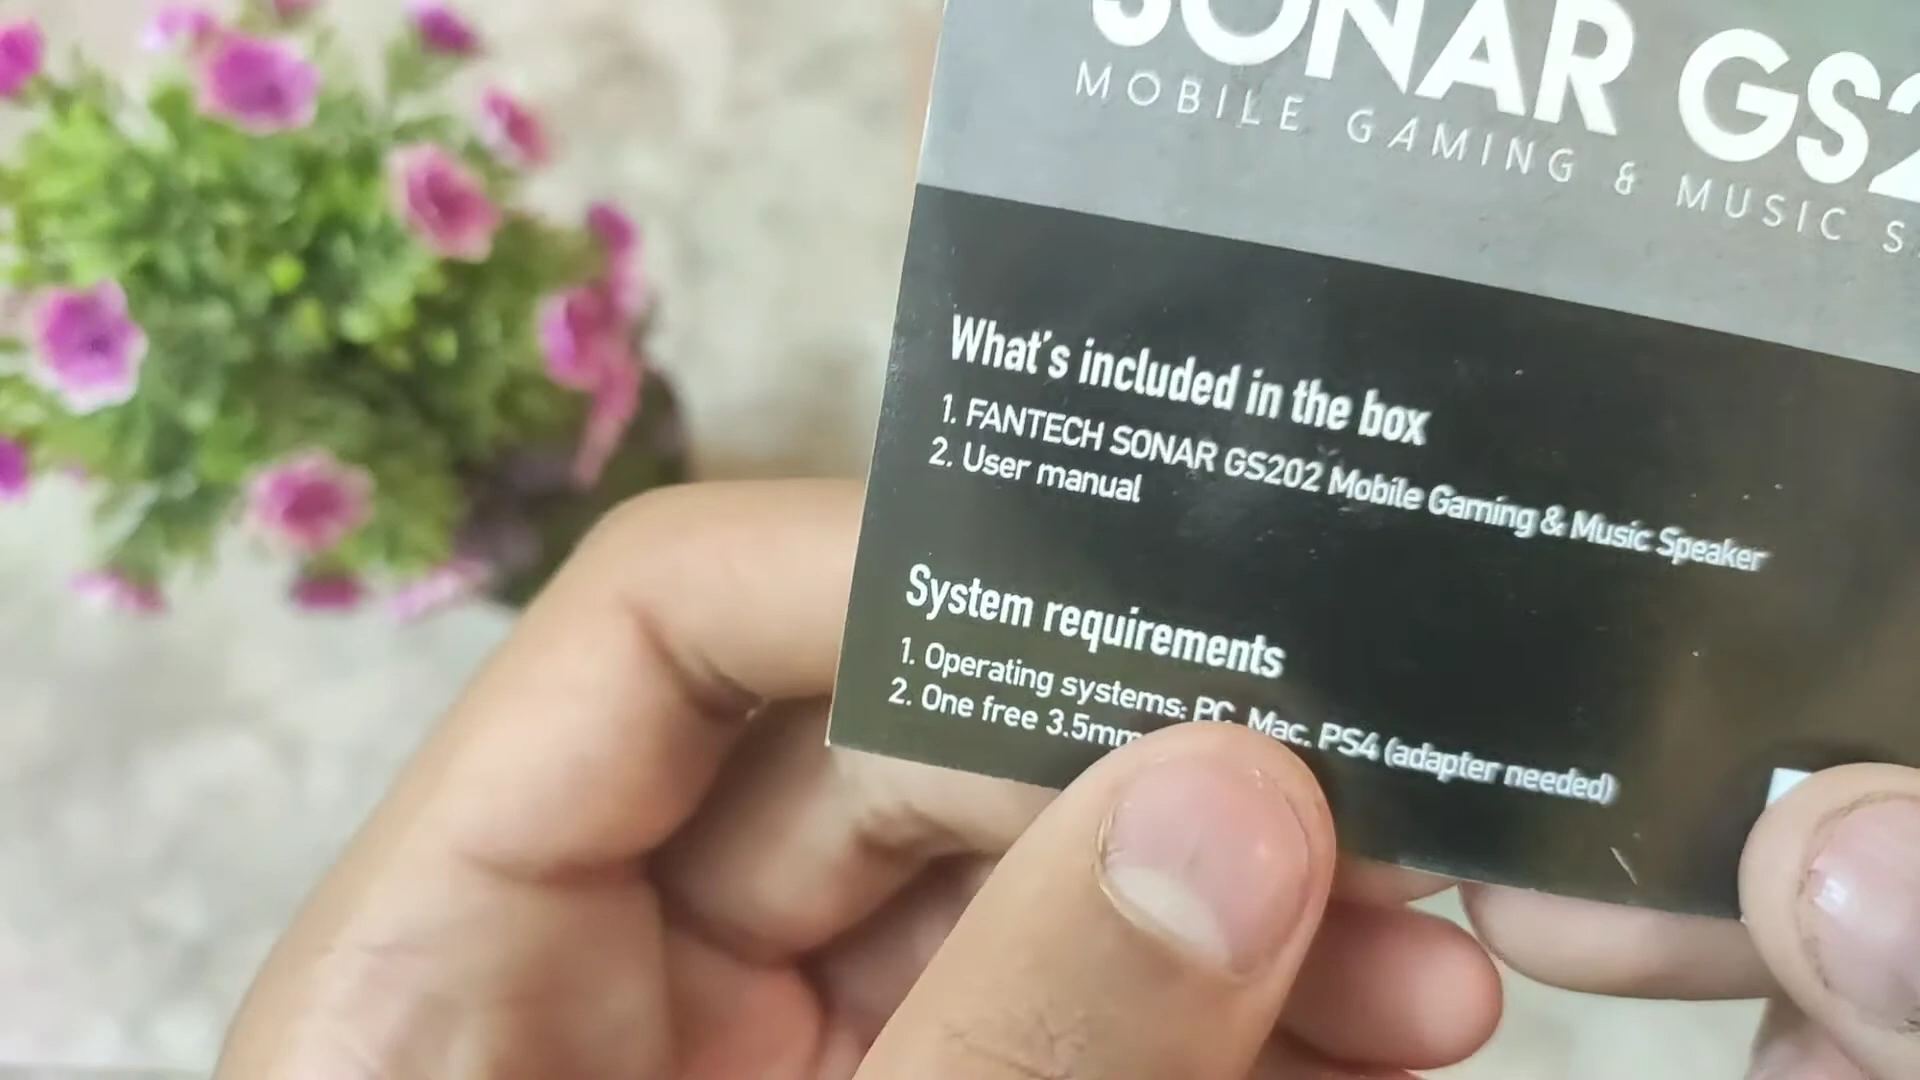 SONAR GS2
MOBILE GAMING & MUSIC S
What's included in the box
1. FANTECH SONAR GS202 Mobile Gaming & Music Speaker
2. User manual
System requirements
1. Operating systems: PC, Mac, PS4 (adapter needed)
2. One free 3.5mm